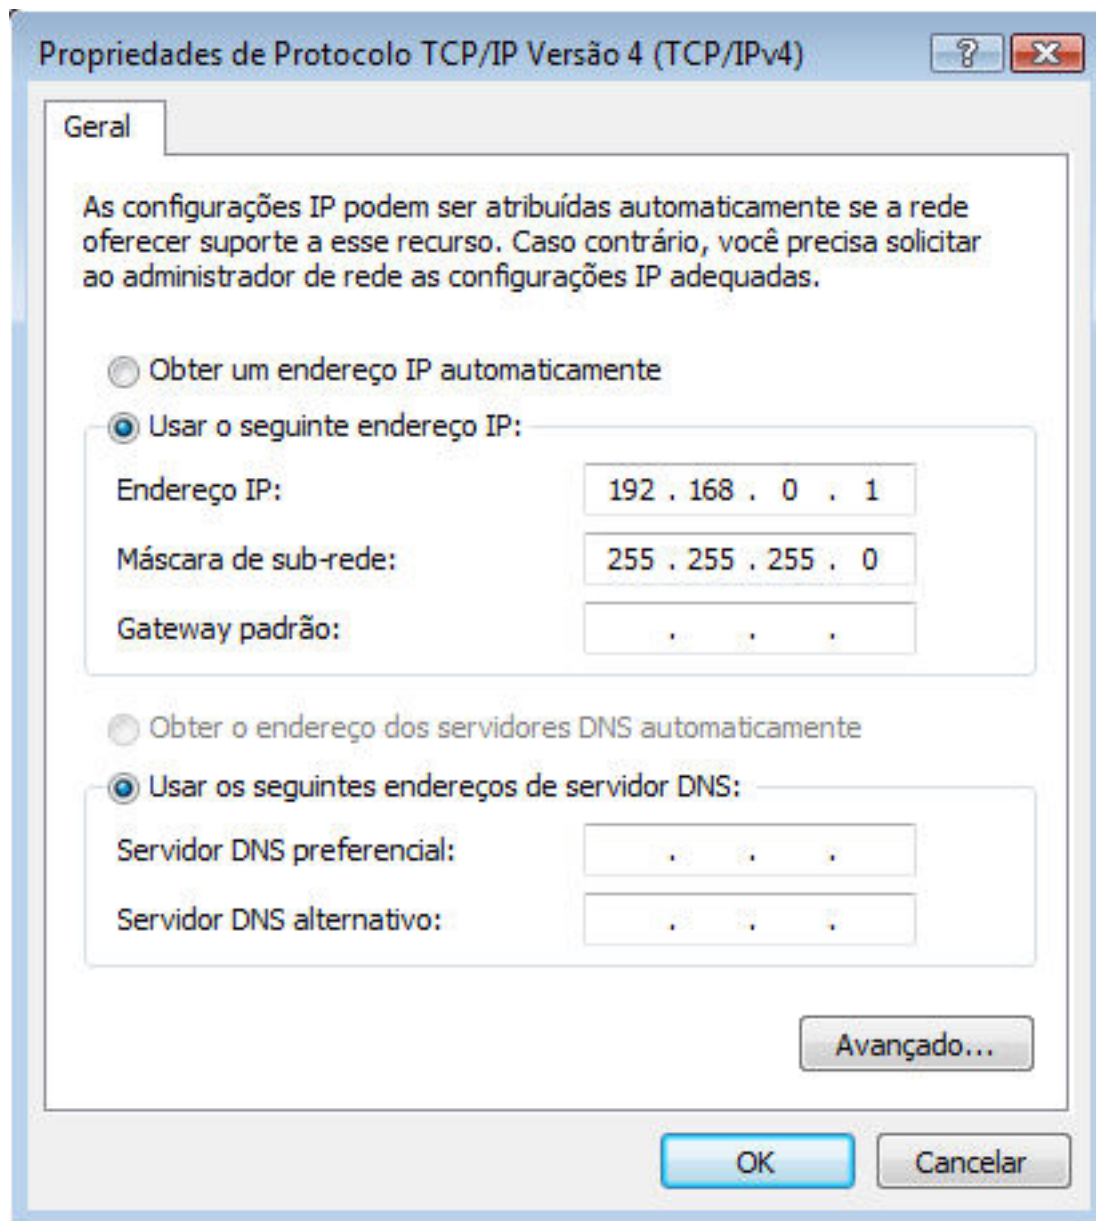 Propriedades de Protocolo TCP/IP Versão 4 (TCP/IPv4)
?
X
Geral
As configurações IP podem ser atribuídas automaticamente se a rede
oferecer suporte a esse recurso. Caso contrário, você precisa solicitar
ao administrador de rede as configurações IP adequadas.
Obter um endereço IP automaticamente
Usar o seguinte endereço IP:
Endereço IP: 192 . 168 . 0 . 1
Máscara de sub-rede: 255 . 255 . 255 . 0
Gateway padrão: . . .
Obter o endereço dos servidores DNS automaticamente
Usar os seguintes endereços de servidor DNS:
Servidor DNS preferencial: . . .
Servidor DNS alternativo: . . .
Avançado...
OK Cancelar